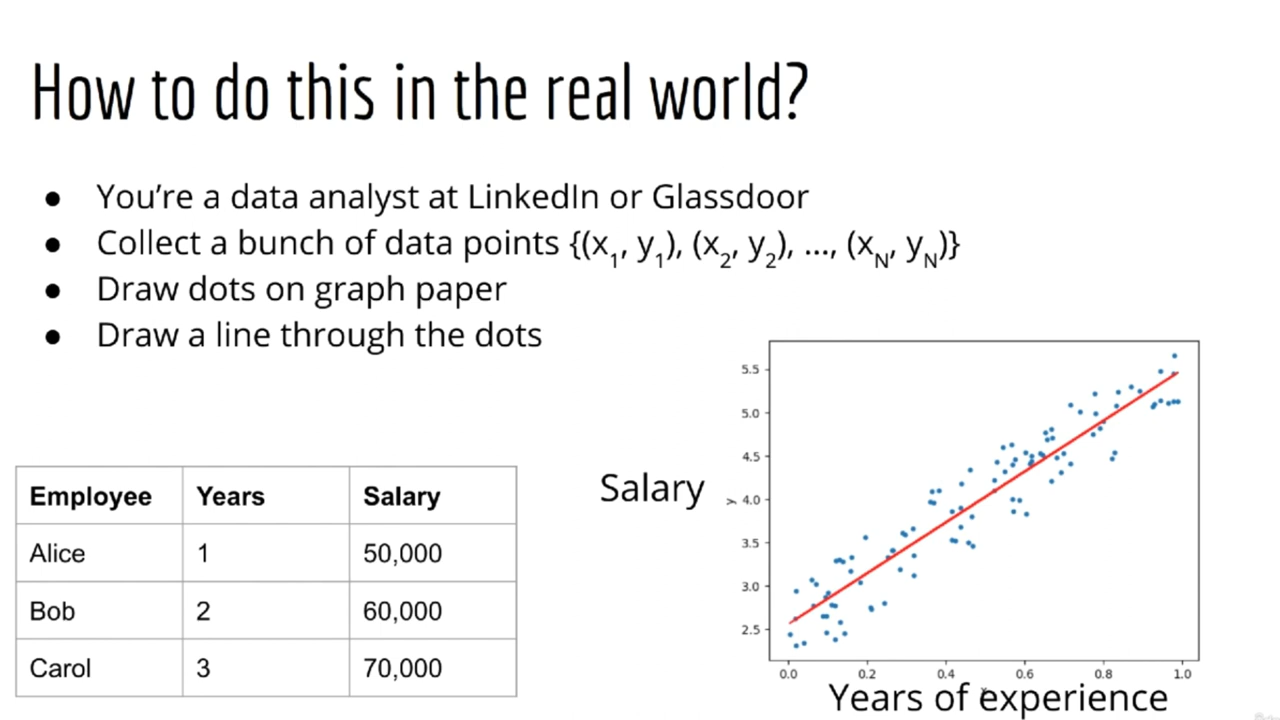 How to do this in the real world?
● You're a data analyst at LinkedIn or Glassdoor
● Collect a bunch of data points {(x₁, y₁), (x₂, y₂), ..., (x_N, y_N)}
● Draw dots on graph paper
● Draw a line through the dots
Employee Years Salary
Alice 1 50,000
Bob 2 60,000
Carol 3 70,000
Salary
y
5.5
5.0
4.5
4.0
3.5
3.0
2.5
0.0 0.2 0.4 0.6 0.8 1.0
x
Years of experience